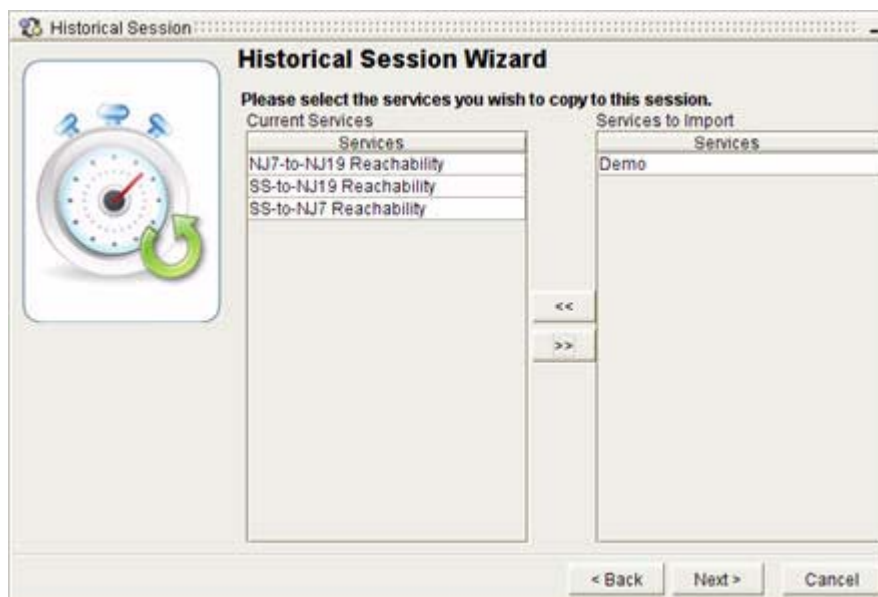 Historical Session
Historical Session Wizard
Please select the services you wish to copy to this session.
Current Services
Services
NJ7-to-NJ19 Reachability
SS-to-NJ19 Reachability
SS-to-NJ7 Reachability
<<
>>
Services to Import
Services
Demo
< Back
Next >
Cancel